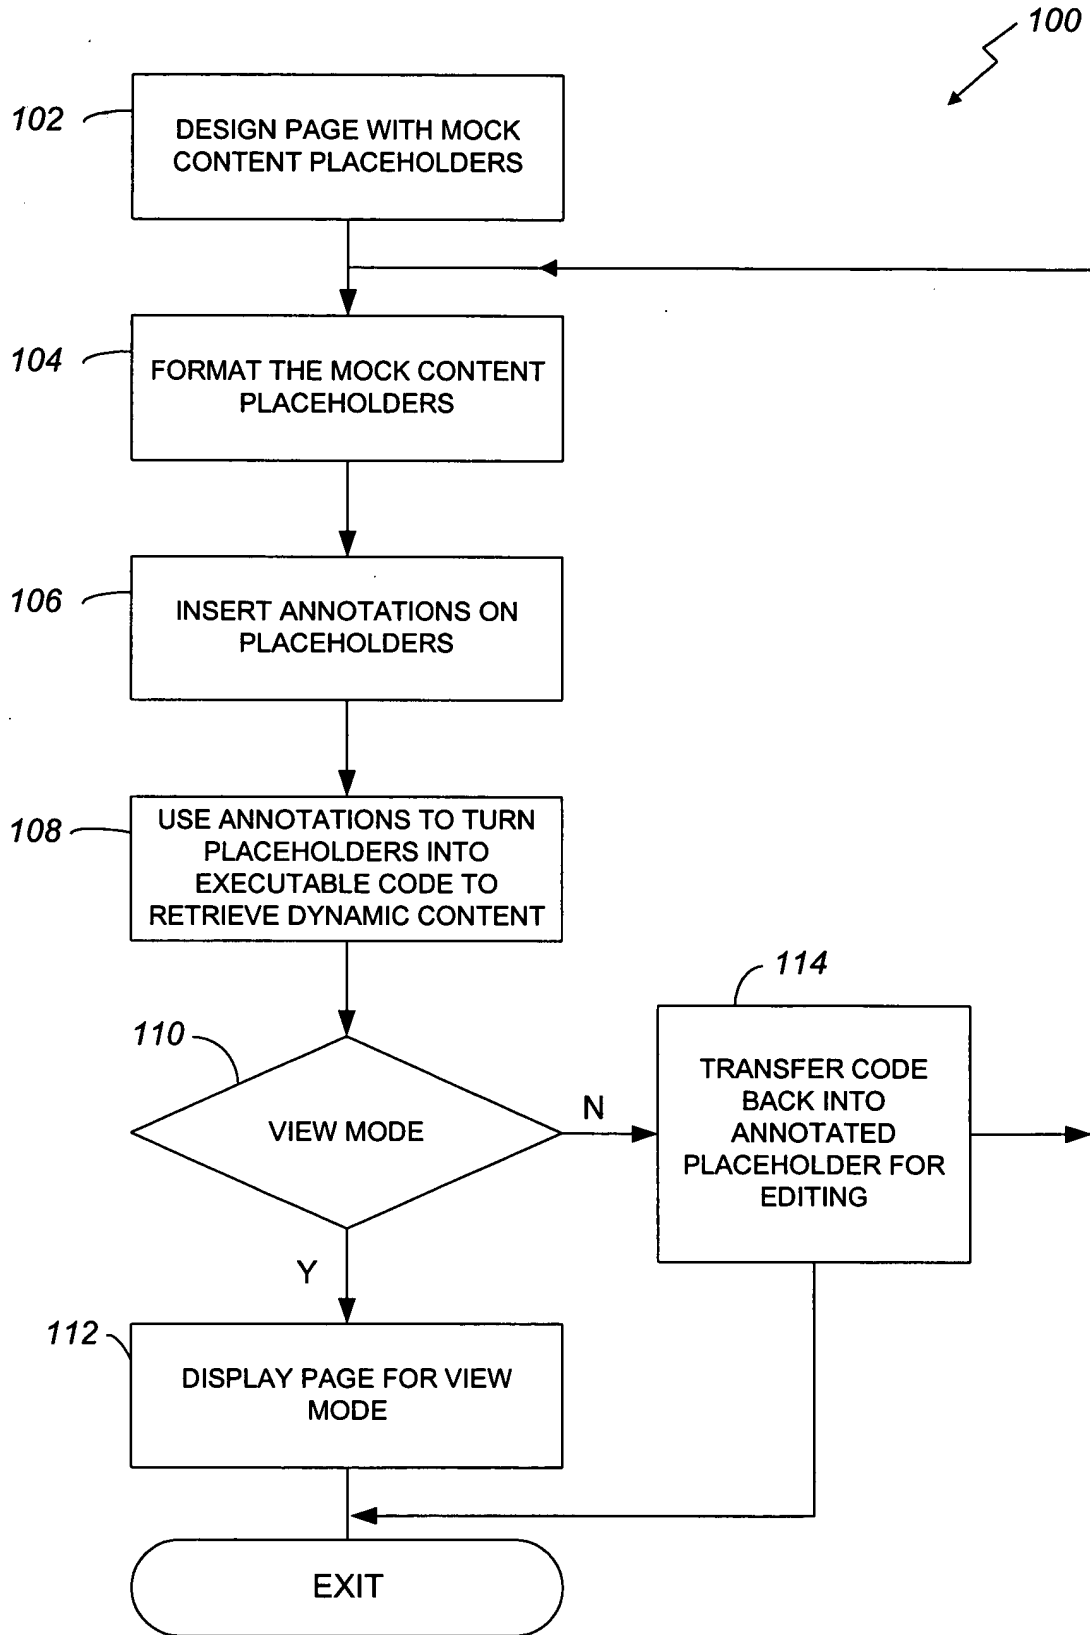 100
102
DESIGN PAGE WITH MOCK
CONTENT PLACEHOLDERS
104
FORMAT THE MOCK CONTENT
PLACEHOLDERS
106
INSERT ANNOTATIONS ON
PLACEHOLDERS
108
USE ANNOTATIONS TO TURN
PLACEHOLDERS INTO
EXECUTABLE CODE TO
RETRIEVE DYNAMIC CONTENT
110
VIEW MODE
N
114
TRANSFER CODE
BACK INTO
ANNOTATED
PLACEHOLDER FOR
EDITING
Y
112
DISPLAY PAGE FOR VIEW
MODE
EXIT